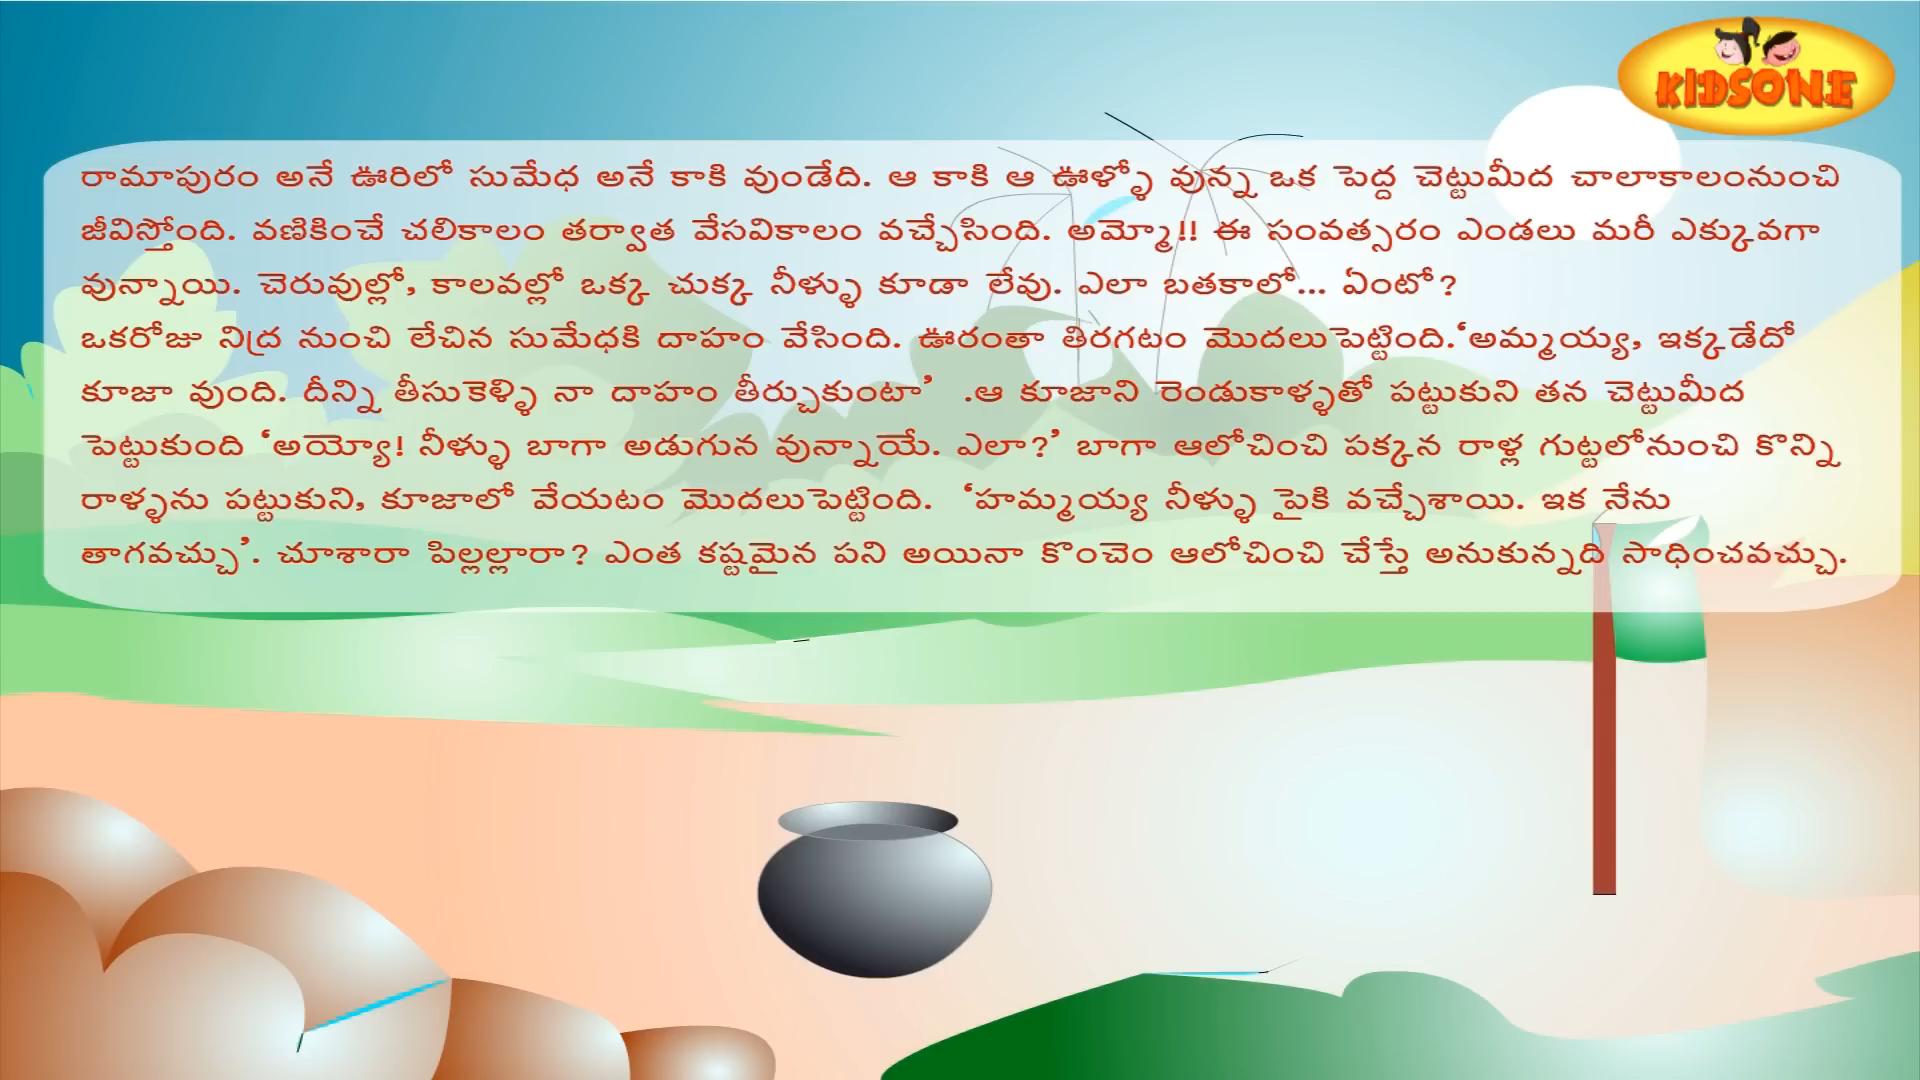 KIDSONE
రామాపురం అనే ఊరిలో సుమేధ అనే కాకి వుండేది. ఆ కాకి ఆ ఊళ్ళో వున్న ఒక పెద్ద చెట్టుమీద చాలాకాలంనుంచి
జీవిస్తోంది. వణికించే చలికాలం తర్వాత వేసవికాలం వచ్చేసింది. అమ్మో!! ఈ సంవత్సరం ఎండలు మరీ ఎక్కువగా
వున్నాయి. చెరువుల్లో, కాలవల్లో ఒక్క చుక్క నీళ్ళు కూడా లేవు. ఎలా బతకాలో... ఏంటో?
ఒకరోజు నిద్ర నుంచి లేచిన సుమేధకి దాహం వేసింది. ఊరంతా తిరగటం మొదలుపెట్టింది.‘అమ్మయ్య, ఇక్కడేదో
కూజా వుంది. దీన్ని తీసుకెళ్ళి నా దాహం తీర్చుకుంటా’ .ఆ కూజాని రెండుకాళ్ళతో పట్టుకుని తన చెట్టుమీద
పెట్టుకుంది ‘అయ్యో! నీళ్ళు బాగా అడుగున వున్నాయే. ఎలా?’ బాగా ఆలోచించి పక్కన రాళ్ల గుట్టలోనుంచి కొన్ని
రాళ్ళను పట్టుకుని, కూజాలో వేయటం మొదలుపెట్టింది. ‘హమ్మయ్య నీళ్ళు పైకి వచ్చేశాయి. ఇక నేను
తాగవచ్చు’. చూశారా పిల్లల్లారా? ఎంత కష్టమైన పని అయినా కొంచెం ఆలోచించి చేస్తే అనుకున్నది సాధించవచ్చు.